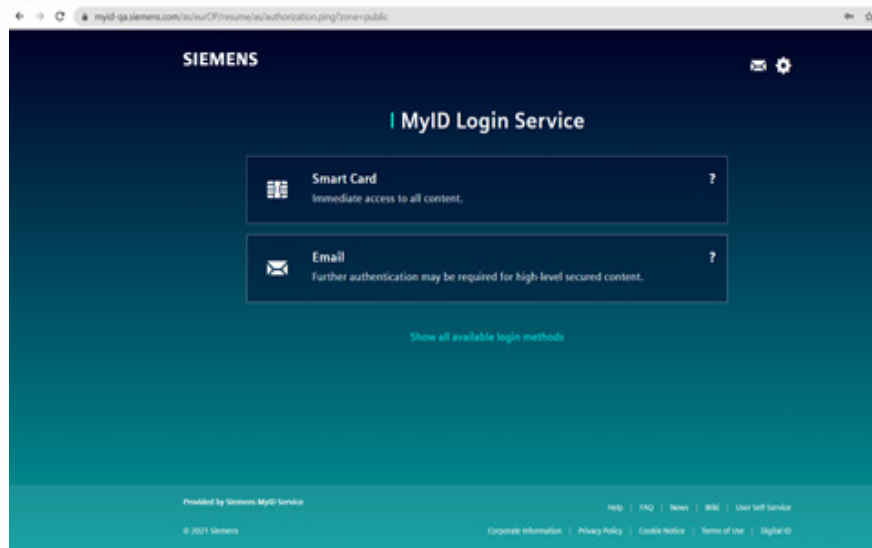 myid-qa.siemens.com/as/eurOP/resume/as/authorization.ping?zone=public
SIEMENS
MyID Login Service
Smart Card
?
Immediate access to all content.
Email
?
Further authentication may be required for high-level secured content.
Show all available login methods
Provided by Siemens MyID Service
Help | FAQ | News | Wiki | User Self-Service
© 2021 Siemens
Corporate Information | Privacy Policy | Cookie Notice | Terms of Use | Digital ID